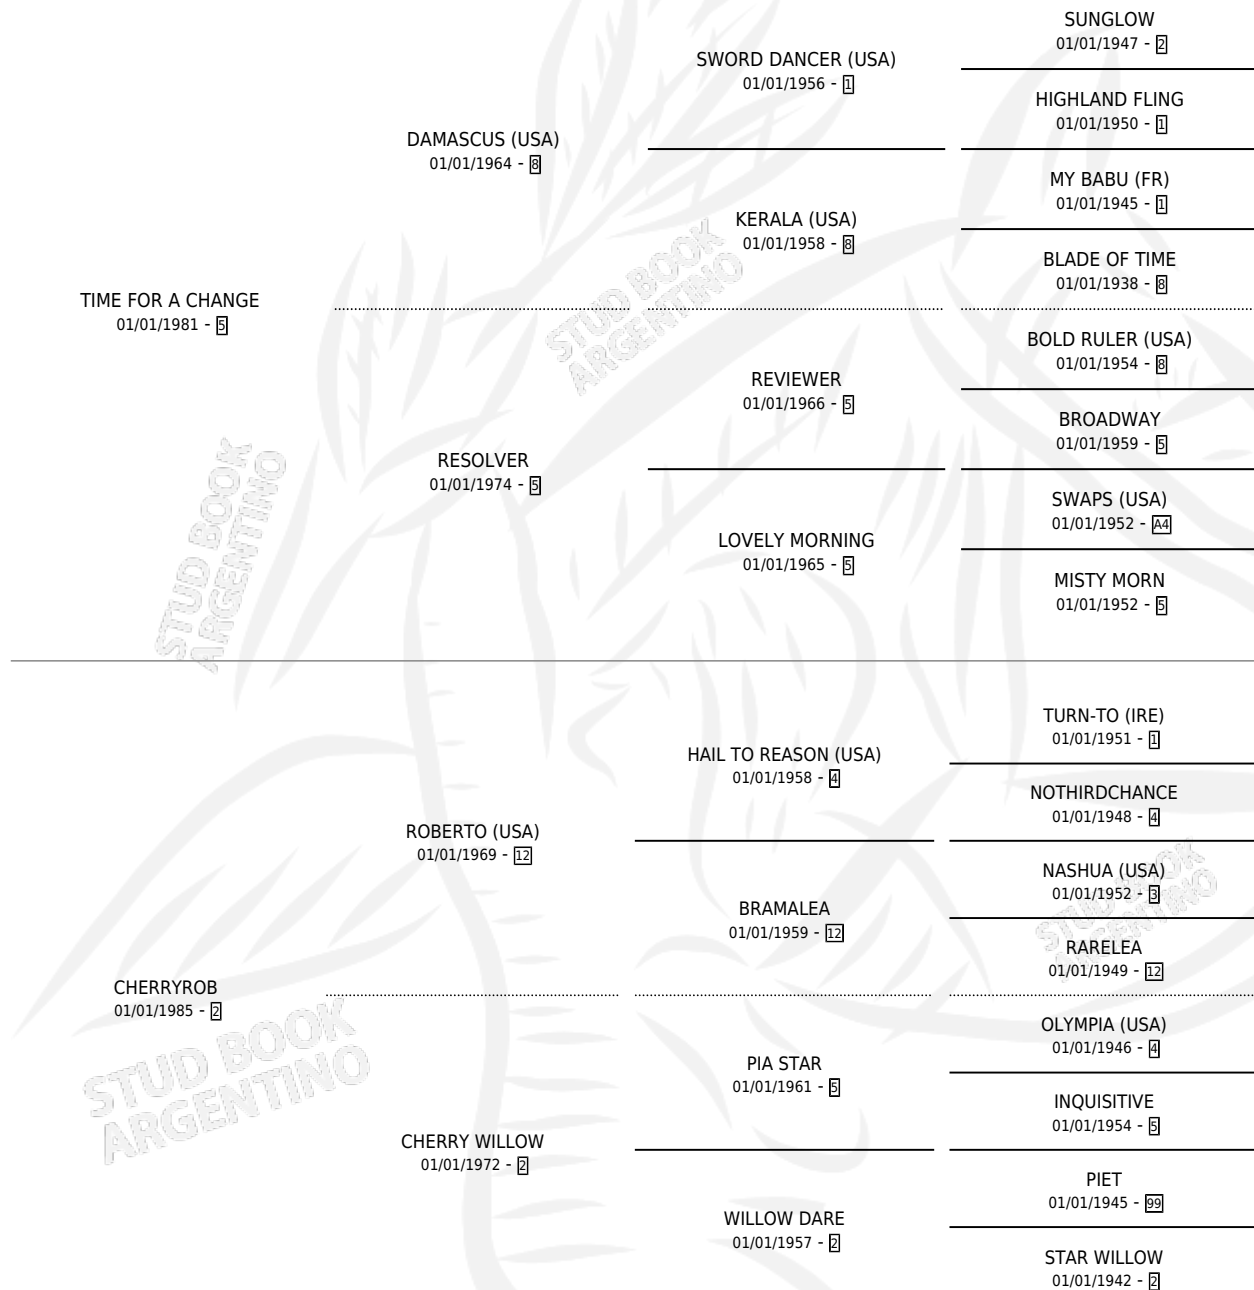 SUNGLOW
01/01/1947 - 2
SWORD DANCER (USA)
01/01/1956 - 1
HIGHLAND FLING
01/01/1950 - 1
DAMASCUS (USA)
01/01/1964 - 8
MY BABU (FR)
01/01/1945 - 1
KERALA (USA)
01/01/1958 - 8
BLADE OF TIME
01/01/1938 - 8
TIME FOR A CHANGE
01/01/1981 - 5
BOLD RULER (USA)
01/01/1954 - 8
REVIEWER
01/01/1966 - 5
BROADWAY
01/01/1959 - 5
RESOLVER
01/01/1974 - 5
SWAPS (USA)
01/01/1952 - A4
LOVELY MORNING
01/01/1965 - 5
MISTY MORN
01/01/1952 - 5
TURN-TO (IRE)
01/01/1951 - 1
HAIL TO REASON (USA)
01/01/1958 - 4
NOTHIRDCHANCE
01/01/1948 - 4
ROBERTO (USA)
01/01/1969 - 12
NASHUA (USA)
01/01/1952 - 3
BRAMALEA
01/01/1959 - 12
RARELEA
01/01/1949 - 12
CHERRYROB
01/01/1985 - 2
OLYMPIA (USA)
01/01/1946 - 4
PIA STAR
01/01/1961 - 5
INQUISITIVE
01/01/1954 - 5
CHERRY WILLOW
01/01/1972 - 2
PIET
01/01/1945 - 99
WILLOW DARE
01/01/1957 - 2
STAR WILLOW
01/01/1942 - 2
STUD BOOK
ARGENTINO
STUD BOOK
ARGENTINO
STUD BOOK
ARGENTINO
STUD BOOK
ARGENTINO